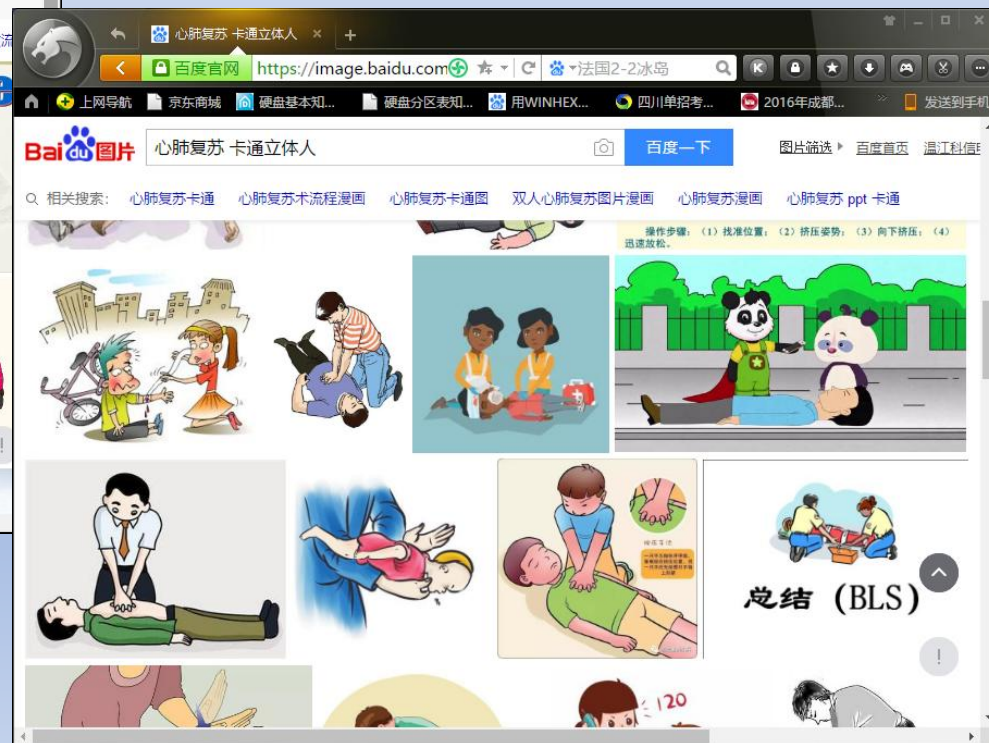 流
心肺复苏 卡通立体人
百度官网 https://image.baidu.com 法国2-2冰岛
上网导航 京东商城 硬盘基本知... 硬盘分区表知... 用WINHEX... 四川单招考... 2016年成都... 发送到手机
Bai du 图片 心肺复苏 卡通立体人 百度一下 图片筛选 百度首页 温江科信
相关搜索: 心肺复苏卡通 心肺复苏术流程漫画 心肺复苏卡通图 双人心肺复苏图片漫画 心肺复苏漫画 心肺复苏 ppt 卡通
操作步骤:(1)找准位置;(2)挤压姿势;(3)向下挤压;(4)
迅速放松。
总结 (BLS)
120